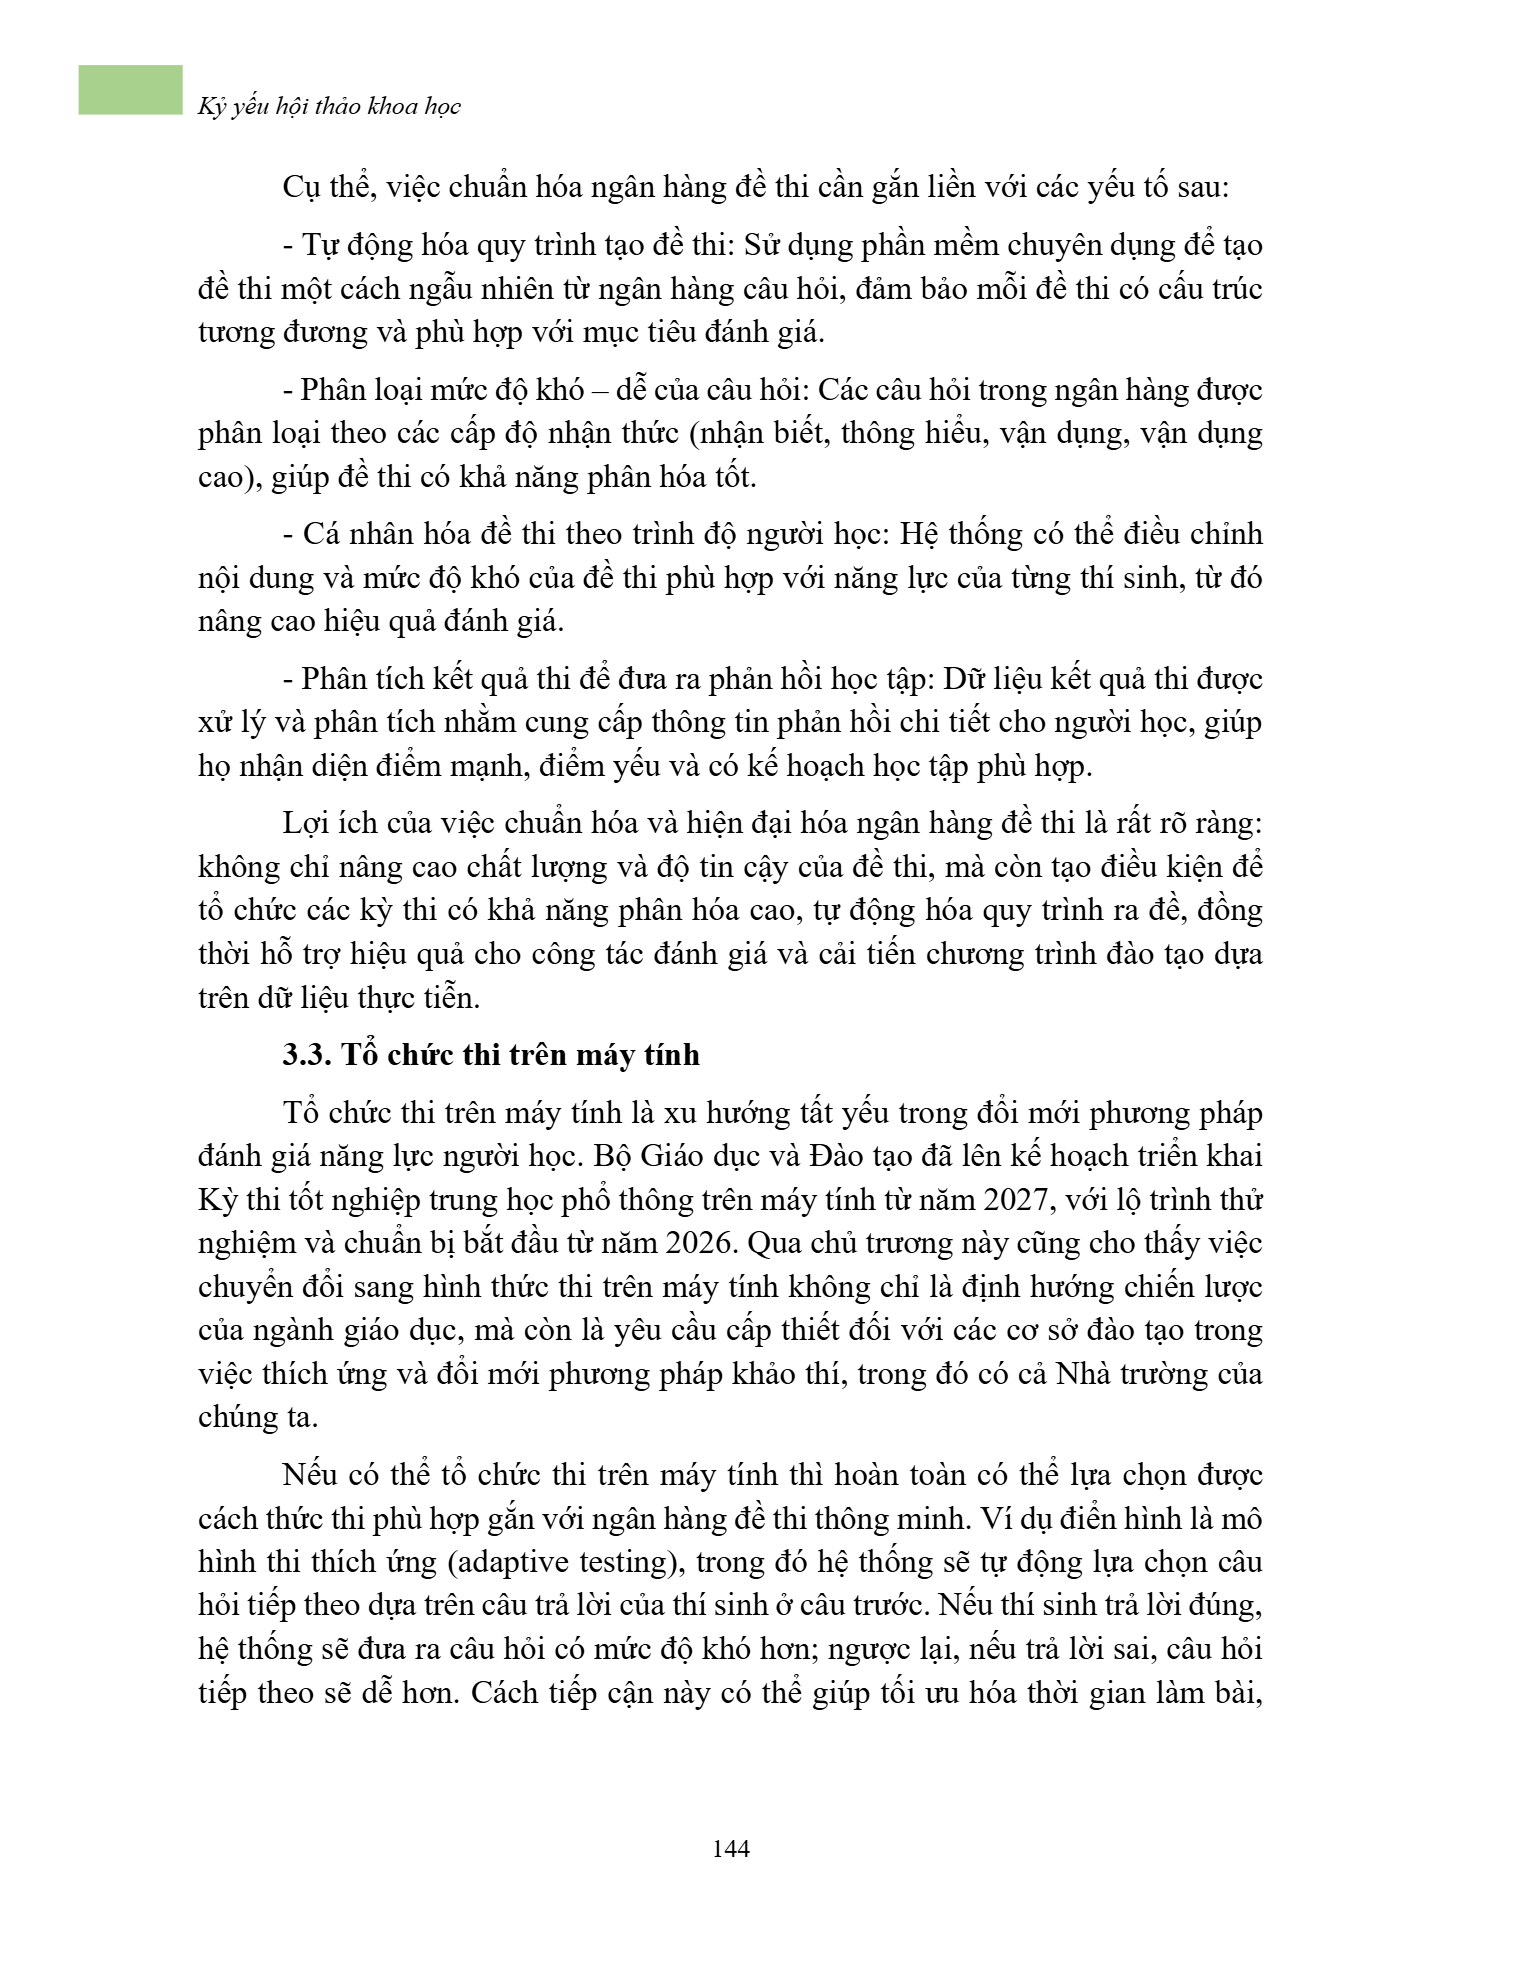 Kỷ yếu hội thảo khoa học
Cụ thể, việc chuẩn hóa ngân hàng đề thi cần gắn liền với các yếu tố sau:
- Tự động hóa quy trình tạo đề thi: Sử dụng phần mềm chuyên dụng để tạo
đề thi một cách ngẫu nhiên từ ngân hàng câu hỏi, đảm bảo mỗi đề thi có cấu trúc
tương đương và phù hợp với mục tiêu đánh giá.
- Phân loại mức độ khó – dễ của câu hỏi: Các câu hỏi trong ngân hàng được
phân loại theo các cấp độ nhận thức (nhận biết, thông hiểu, vận dụng, vận dụng
cao), giúp đề thi có khả năng phân hóa tốt.
- Cá nhân hóa đề thi theo trình độ người học: Hệ thống có thể điều chỉnh
nội dung và mức độ khó của đề thi phù hợp với năng lực của từng thí sinh, từ đó
nâng cao hiệu quả đánh giá.
- Phân tích kết quả thi để đưa ra phản hồi học tập: Dữ liệu kết quả thi được
xử lý và phân tích nhằm cung cấp thông tin phản hồi chi tiết cho người học, giúp
họ nhận diện điểm mạnh, điểm yếu và có kế hoạch học tập phù hợp.
Lợi ích của việc chuẩn hóa và hiện đại hóa ngân hàng đề thi là rất rõ ràng:
không chỉ nâng cao chất lượng và độ tin cậy của đề thi, mà còn tạo điều kiện để
tổ chức các kỳ thi có khả năng phân hóa cao, tự động hóa quy trình ra đề, đồng
thời hỗ trợ hiệu quả cho công tác đánh giá và cải tiến chương trình đào tạo dựa
trên dữ liệu thực tiễn.
3.3. Tổ chức thi trên máy tính
Tổ chức thi trên máy tính là xu hướng tất yếu trong đổi mới phương pháp
đánh giá năng lực người học. Bộ Giáo dục và Đào tạo đã lên kế hoạch triển khai
Kỳ thi tốt nghiệp trung học phổ thông trên máy tính từ năm 2027, với lộ trình thử
nghiệm và chuẩn bị bắt đầu từ năm 2026. Qua chủ trương này cũng cho thấy việc
chuyển đổi sang hình thức thi trên máy tính không chỉ là định hướng chiến lược
của ngành giáo dục, mà còn là yêu cầu cấp thiết đối với các cơ sở đào tạo trong
việc thích ứng và đổi mới phương pháp khảo thí, trong đó có cả Nhà trường của
chúng ta.
Nếu có thể tổ chức thi trên máy tính thì hoàn toàn có thể lựa chọn được
cách thức thi phù hợp gắn với ngân hàng đề thi thông minh. Ví dụ điển hình là mô
hình thi thích ứng (adaptive testing), trong đó hệ thống sẽ tự động lựa chọn câu
hỏi tiếp theo dựa trên câu trả lời của thí sinh ở câu trước. Nếu thí sinh trả lời đúng,
hệ thống sẽ đưa ra câu hỏi có mức độ khó hơn; ngược lại, nếu trả lời sai, câu hỏi
tiếp theo sẽ dễ hơn. Cách tiếp cận này có thể giúp tối ưu hóa thời gian làm bài,
144